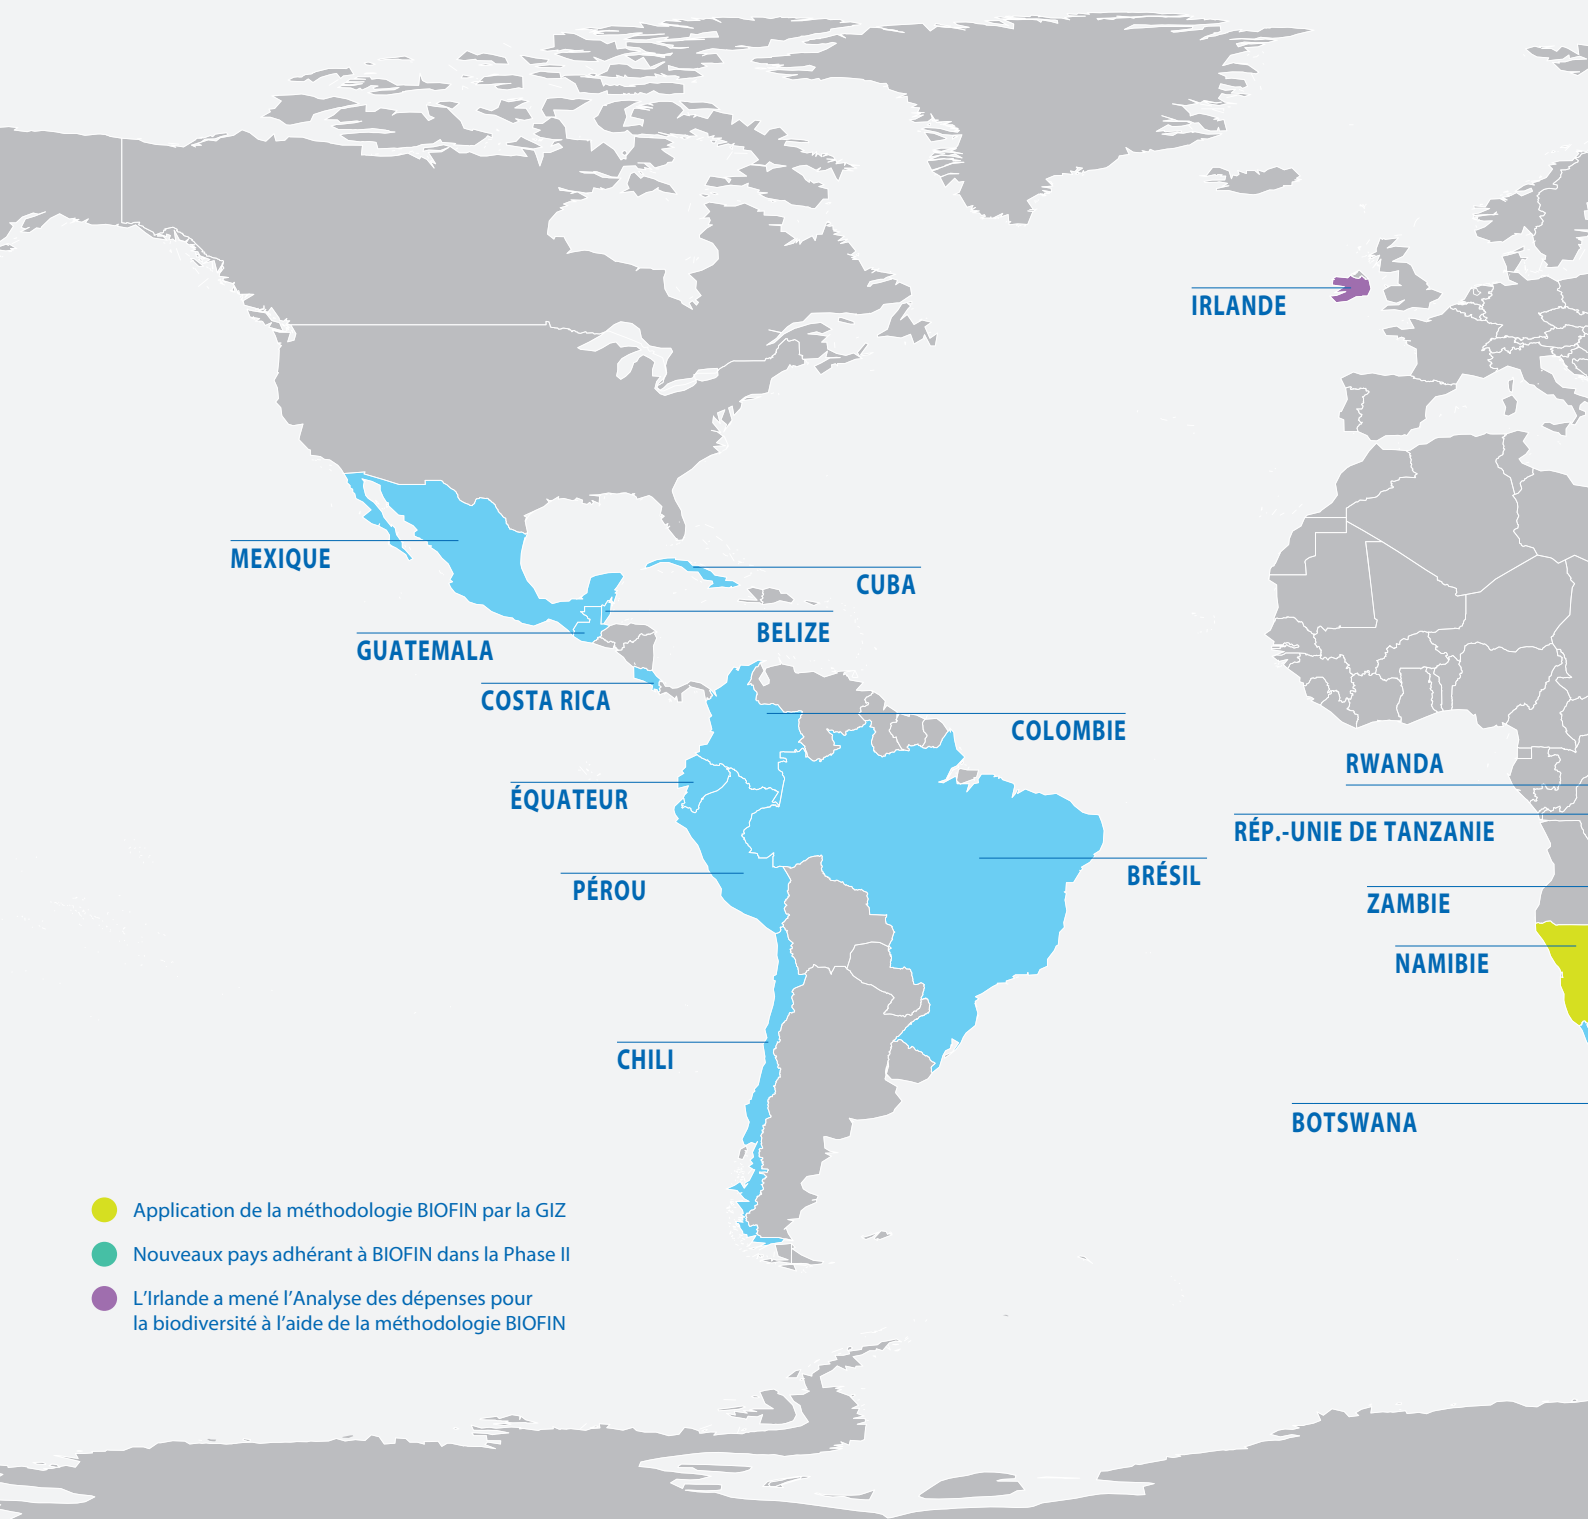 IRLANDE
MEXIQUE
CUBA
BELIZE
GUATEMALA
COSTA RICA
COLOMBIE
RWANDA
ÉQUATEUR
RÉP.-UNIE DE TANZANIE
PÉROU
BRÉSIL
ZAMBIE
NAMIBIE
CHILI
BOTSWANA
Application de la méthodologie BIOFIN par la GIZ
Nouveaux pays adhérant à BIOFIN dans la Phase II
L’Irlande a mené l’Analyse des dépenses pour
la biodiversité à l’aide de la méthodologie BIOFIN